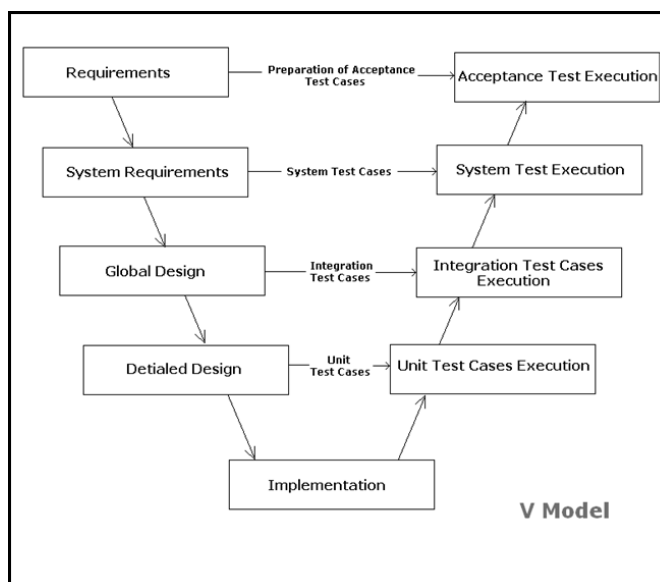 Requirements
Preparation of Acceptance
Test Cases
Acceptance Test Execution
System Requirements
System Test Cases
System Test Execution
Global Design
Integration
Test Cases
Integration Test Cases
Execution
Detialed Design
Unit
Test Cases
Unit Test Cases Execution
Implementation
V Model